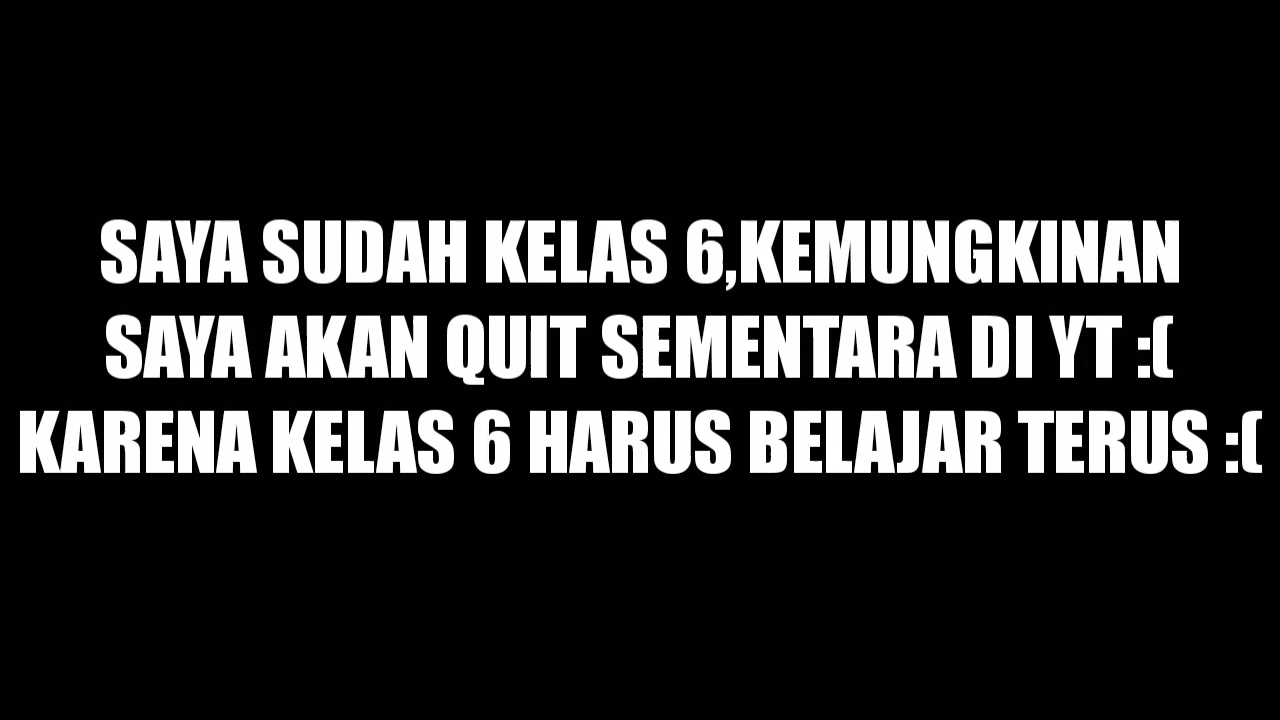 SAYA SUDAH KELAS 6,KEMUNGKINAN
SAYA AKAN QUIT SEMENTARA DI YT :(
KARENA KELAS 6 HARUS BELAJAR TERUS :(